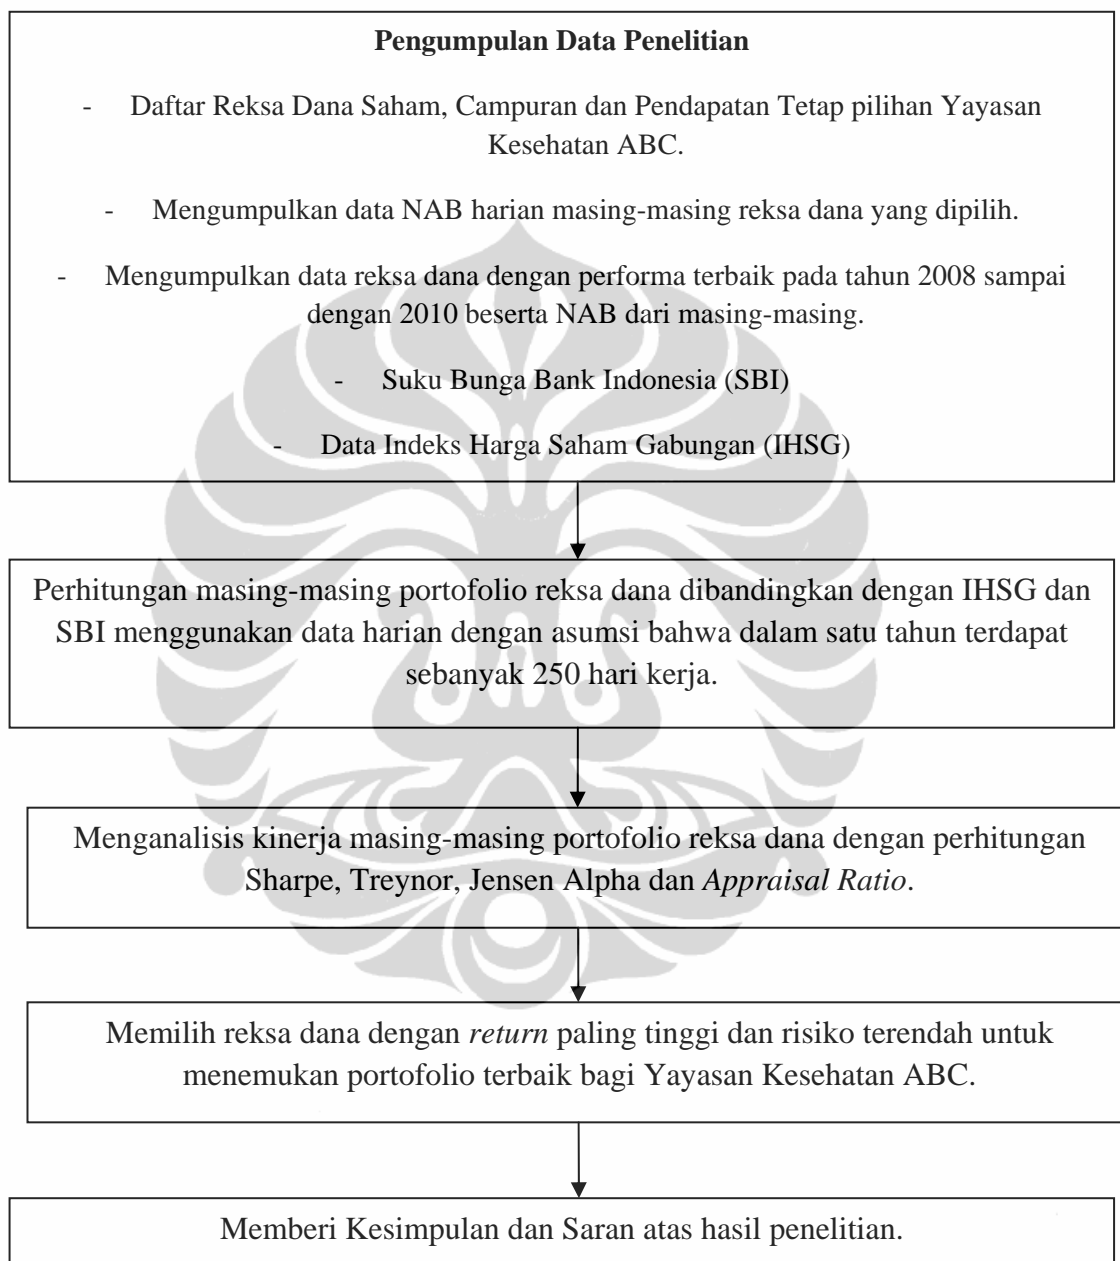 Pengumpulan Data Penelitian
- Daftar Reksa Dana Saham, Campuran dan Pendapatan Tetap pilihan Yayasan
Kesehatan ABC.
- Mengumpulkan data NAB harian masing-masing reksa dana yang dipilih.
- Mengumpulkan data reksa dana dengan performa terbaik pada tahun 2008 sampai
dengan 2010 beserta NAB dari masing-masing.
- Suku Bunga Bank Indonesia (SBI)
- Data Indeks Harga Saham Gabungan (IHSG)
Perhitungan masing-masing portofolio reksa dana dibandingkan dengan IHSG dan
SBI menggunakan data harian dengan asumsi bahwa dalam satu tahun terdapat
sebanyak 250 hari kerja.
Menganalisis kinerja masing-masing portofolio reksa dana dengan perhitungan
Sharpe, Treynor, Jensen Alpha dan Appraisal Ratio.
Memilih reksa dana dengan return paling tinggi dan risiko terendah untuk
menemukan portofolio terbaik bagi Yayasan Kesehatan ABC.
Memberi Kesimpulan dan Saran atas hasil penelitian.